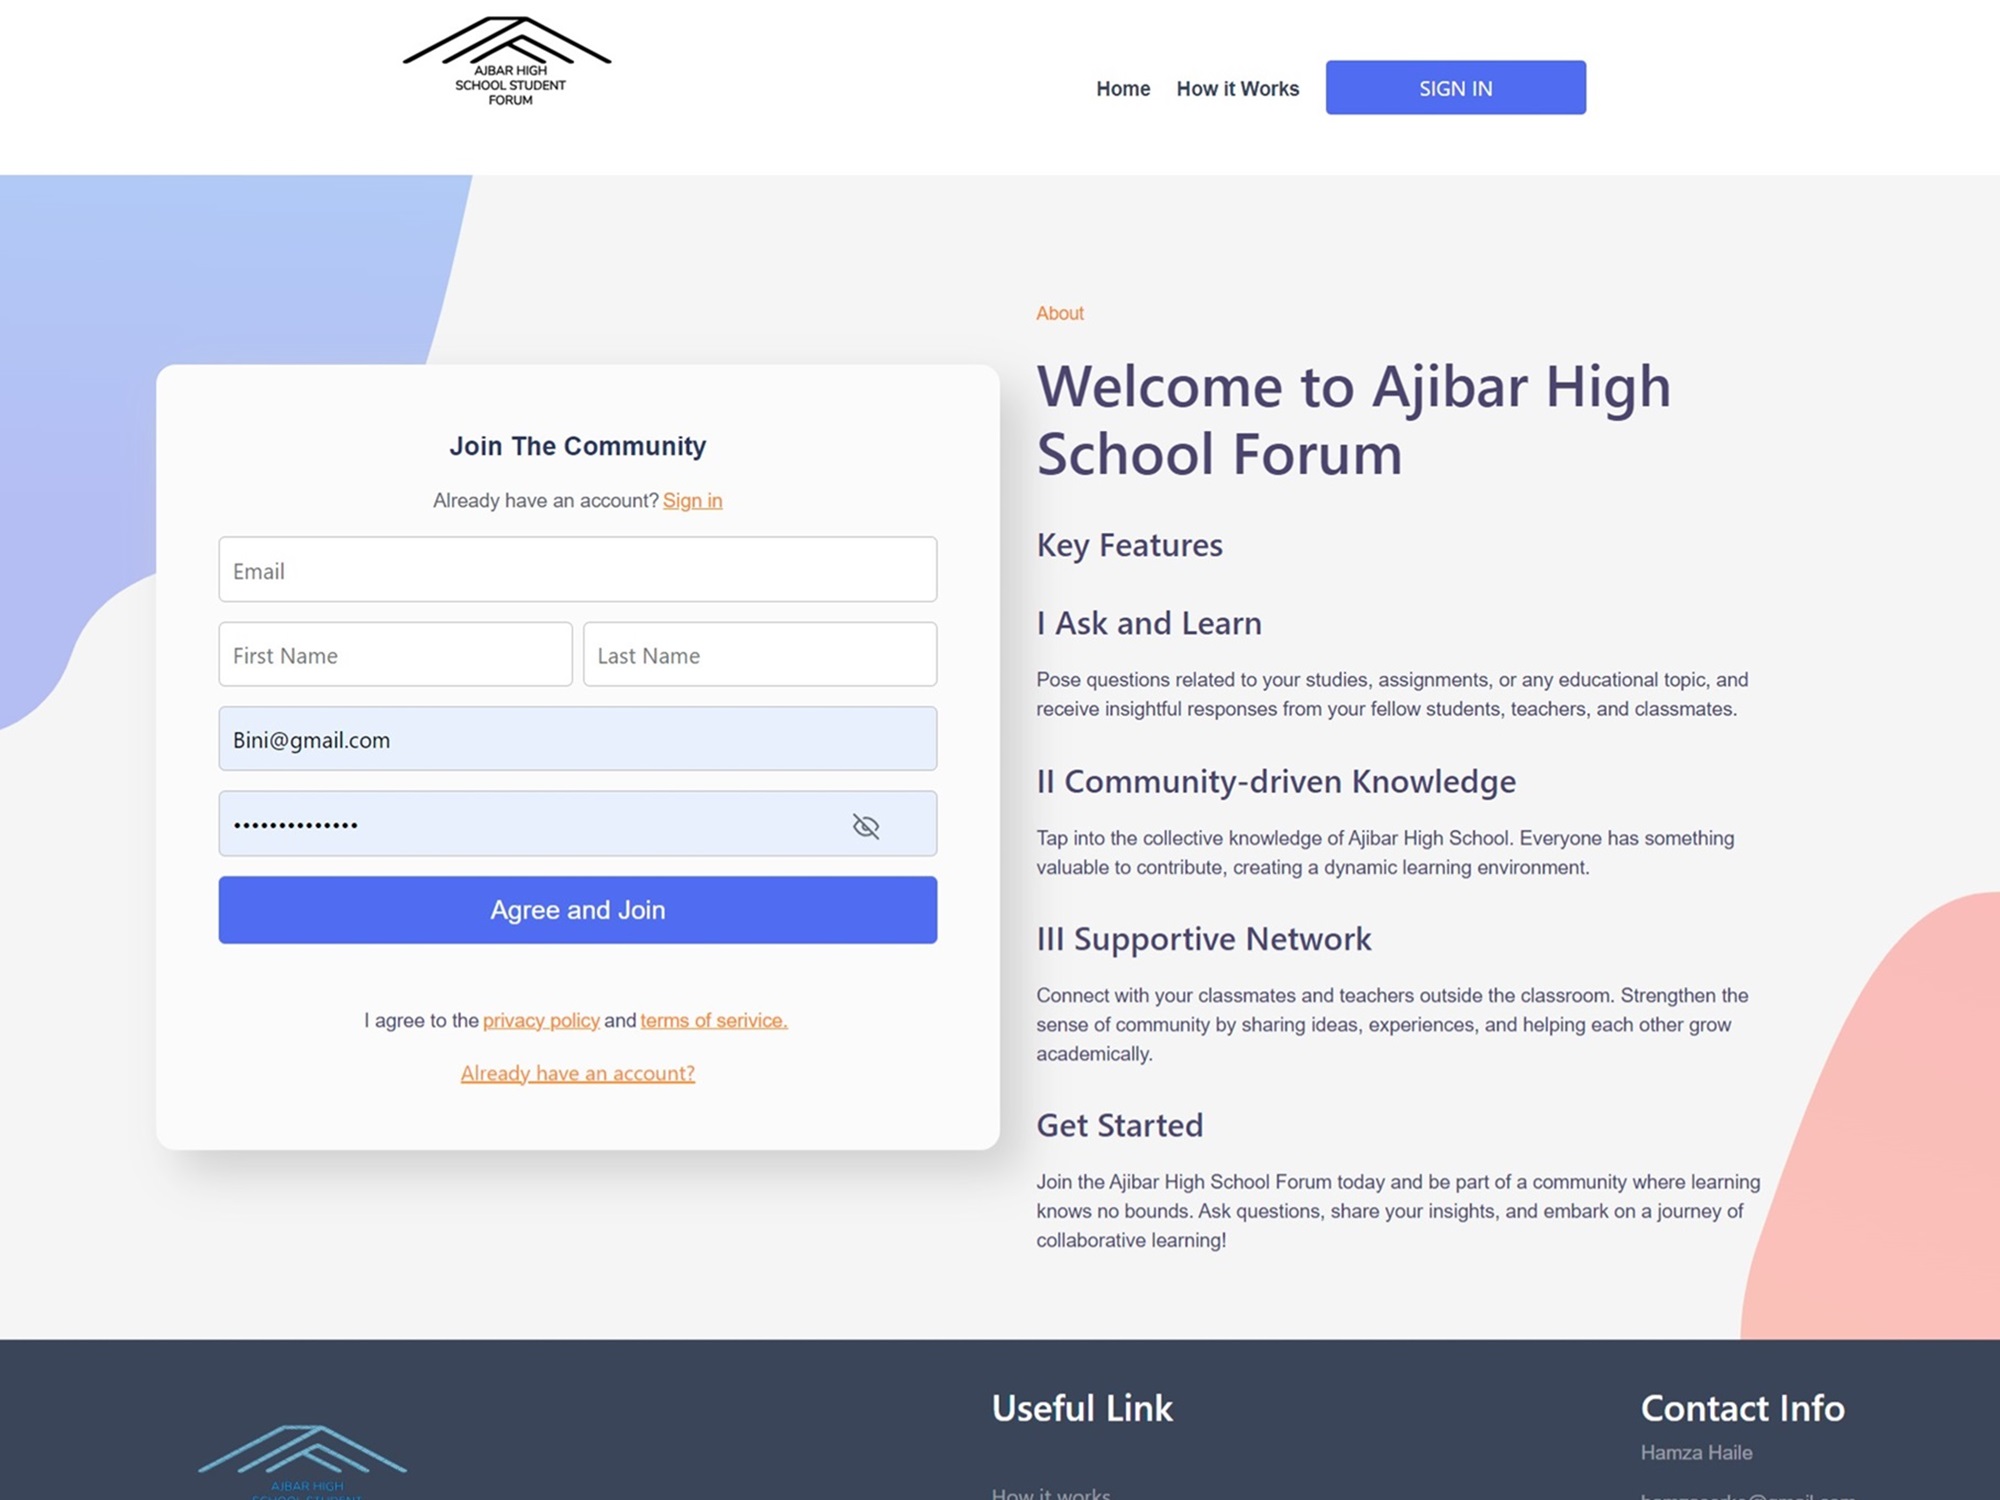 AJBAR HIGH
SCHOOL STUDENT
FORUM
Home
How it Works
SIGN IN
Join The Community
Already have an account? Sign in
Email
First Name
Last Name
Bini@gmail.com
••••••••••••••
Agree and Join
I agree to the privacy policy and terms of serivice.
Already have an account?
About
Welcome to Ajibar High
School Forum
Key Features
I Ask and Learn
Pose questions related to your studies, assignments, or any educational topic, and
receive insightful responses from your fellow students, teachers, and classmates.
II Community-driven Knowledge
Tap into the collective knowledge of Ajibar High School. Everyone has something
valuable to contribute, creating a dynamic learning environment.
III Supportive Network
Connect with your classmates and teachers outside the classroom. Strengthen the
sense of community by sharing ideas, experiences, and helping each other grow
academically.
Get Started
Join the Ajibar High School Forum today and be part of a community where learning
knows no bounds. Ask questions, share your insights, and embark on a journey of
collaborative learning!
AJBAR HIGH
SCHOOL STUDENT
Useful Link
How it works
Contact Info
Hamza Haile